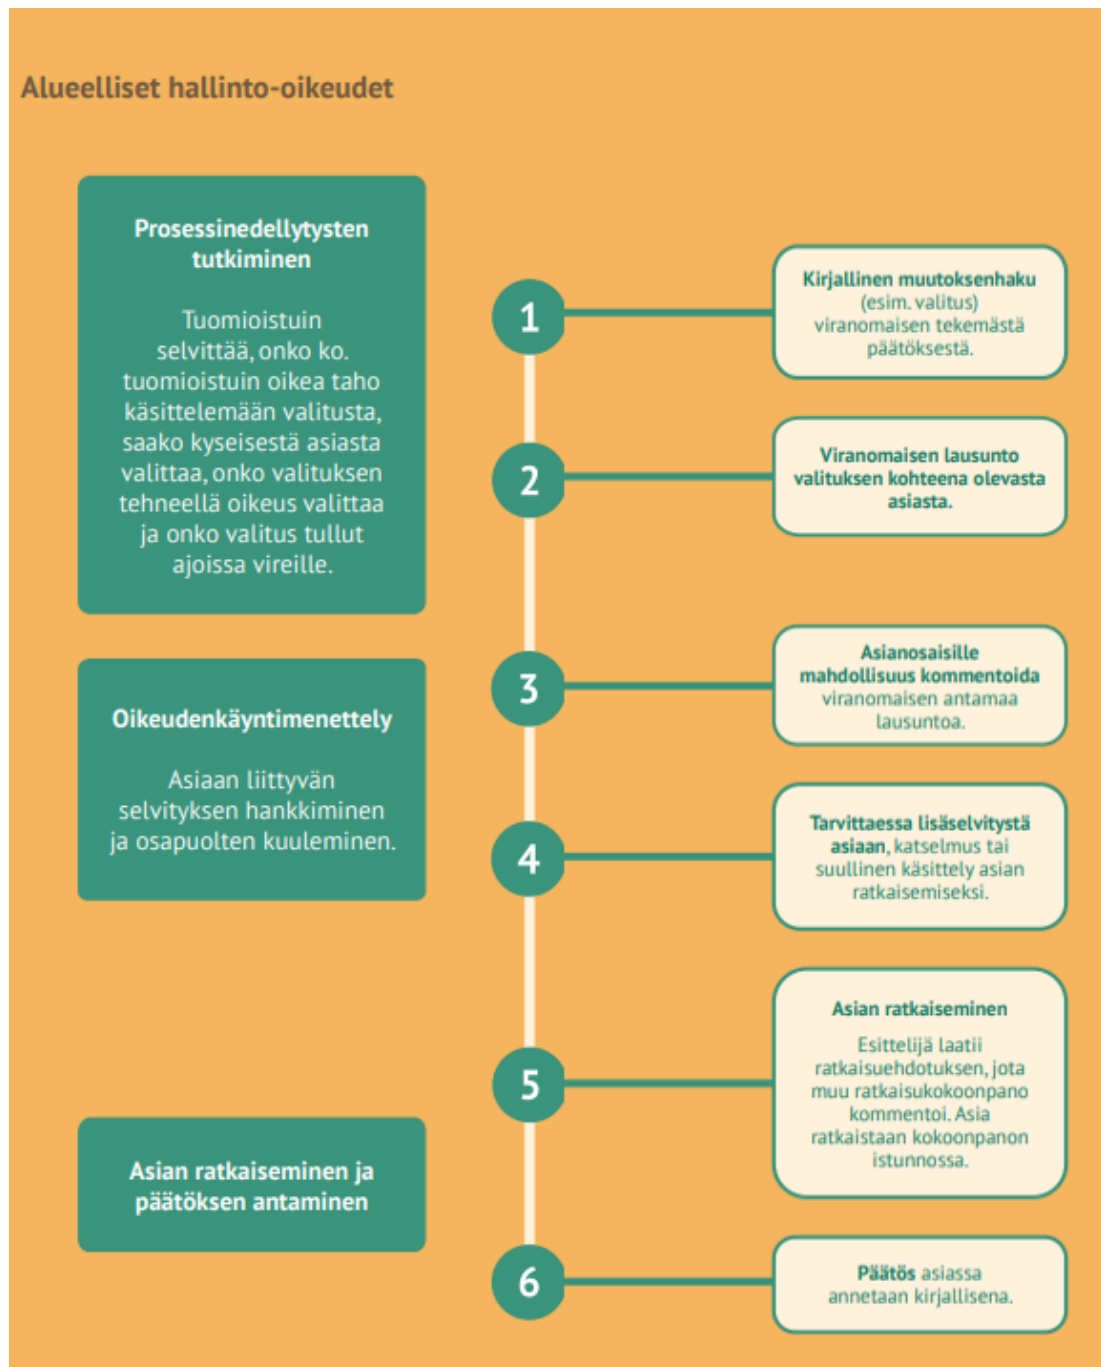 Alueelliset hallinto-oikeudet
Prosessinedellytysten
tutkiminen
Tuomioistuin
selvittää, onko ko.
tuomioistuin oikea taho
käsittelemään valitusta,
saako kyseisestä asiasta
valittaa, onko valituksen
tehneellä oikeus valittaa
ja onko valitus tullut
ajoissa vireille.
1
Kirjallinen muutoksenhaku
(esim. valitus)
viranomaisen tekemästä
päätöksestä.
2
Viranomaisen lausunto
valituksen kohteena olevasta
asiasta.
Oikeudenkäyntimenettely
Asiaan liittyvän
selvityksen hankkiminen
ja osapuolten kuuleminen.
3
Asianosaisille
mahdollisuus kommentoida
viranomaisen antamaa
lausuntoa.
4
Tarvittaessa lisäselvitystä
asiaan, katselmus tai
suullinen käsittely asian
ratkaisemiseksi.
5
Asian ratkaiseminen
Esittelijä laatii
ratkaisuehdotuksen, jota
muu ratkaisukokoonpano
kommentoi. Asia
ratkaistaan kokoonpanon
istunnossa.
Asian ratkaiseminen ja
päätöksen antaminen
6
Päätös asiassa
annetaan kirjallisena.